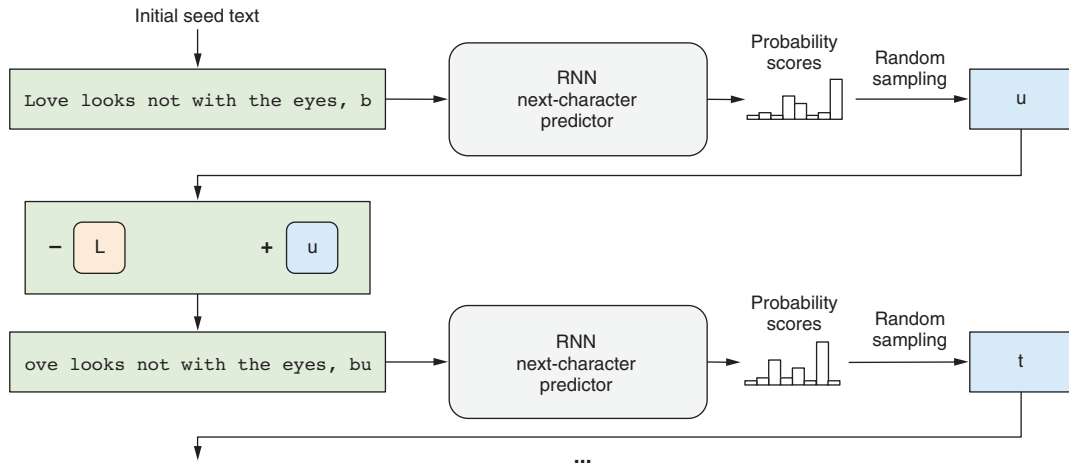 Initial seed text
Love looks not with the eyes, b
RNN
next-character
predictor
Probability
scores
Random
sampling
u
– L + u
ove looks not with the eyes, bu
RNN
next-character
predictor
Probability
scores
Random
sampling
t
...